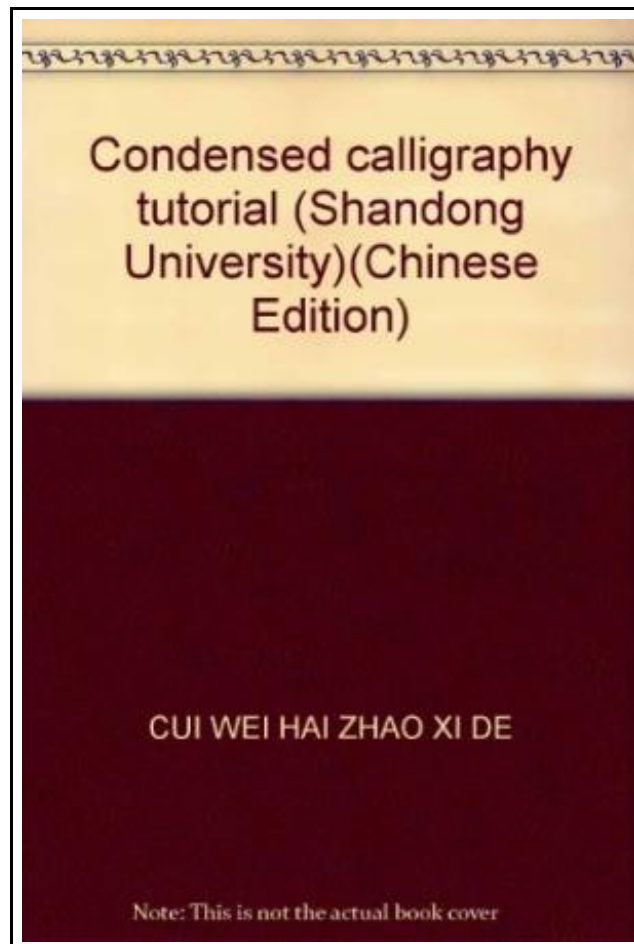 Condensed calligraphy
tutorial (Shandong
University)(Chinese
Edition)
CUI WEI HAI ZHAO XI DE
Note: This is not the actual book cover